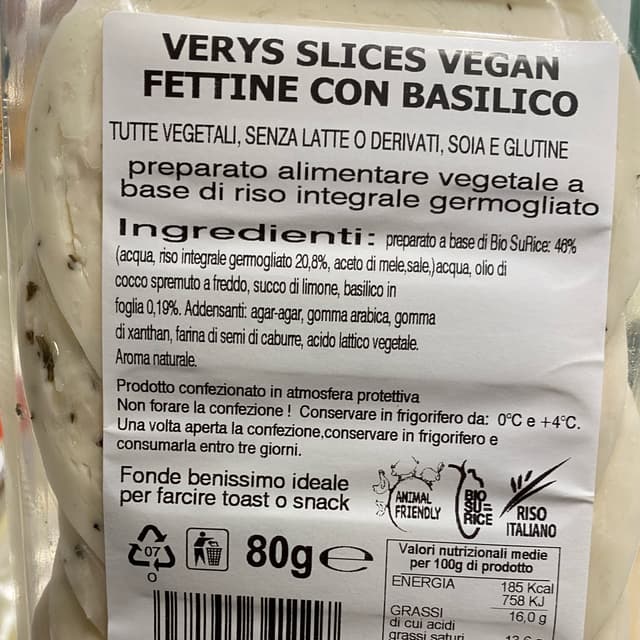 VERYS SLICES VEGAN
FETTINE CON BASILICO
TUTTE VEGETALI, SENZA LATTE O DERIVATI, SOIA E GLUTINE
preparato alimentare vegetale a
base di riso integrale germogliato
Ingredienti: preparato a base di Bio SuRice: 46%
(acqua, riso integrale germogliato 20,8%, aceto di mele,sale,)acqua, olio di
cocco spremuto a freddo, succo di limone, basilico in
foglia 0,19%. Addensanti: agar-agar, gomma arabica, gomma
di xanthan, farina di semi di caburre, acido lattico vegetale.
Aroma naturale.
Prodotto confezionato in atmosfera protettiva
Non forare la confezione ! Conservare in frigorifero da: 0°C e +4°C.
Una volta aperta la confezione,conservare in frigorifero e
consumarla entro tre giorni.
Fonde benissimo ideale
per farcire toast o snack
ANIMAL
FRIENDLY
BIO
SU=
RICE
RISO
ITALIANO
07
O
80g e
Valori nutrizionali medie
per 100g di prodotto
ENERGIA 185 Kcal
758 KJ
GRASSI 16,0 g
di cui acidi
grassi saturi